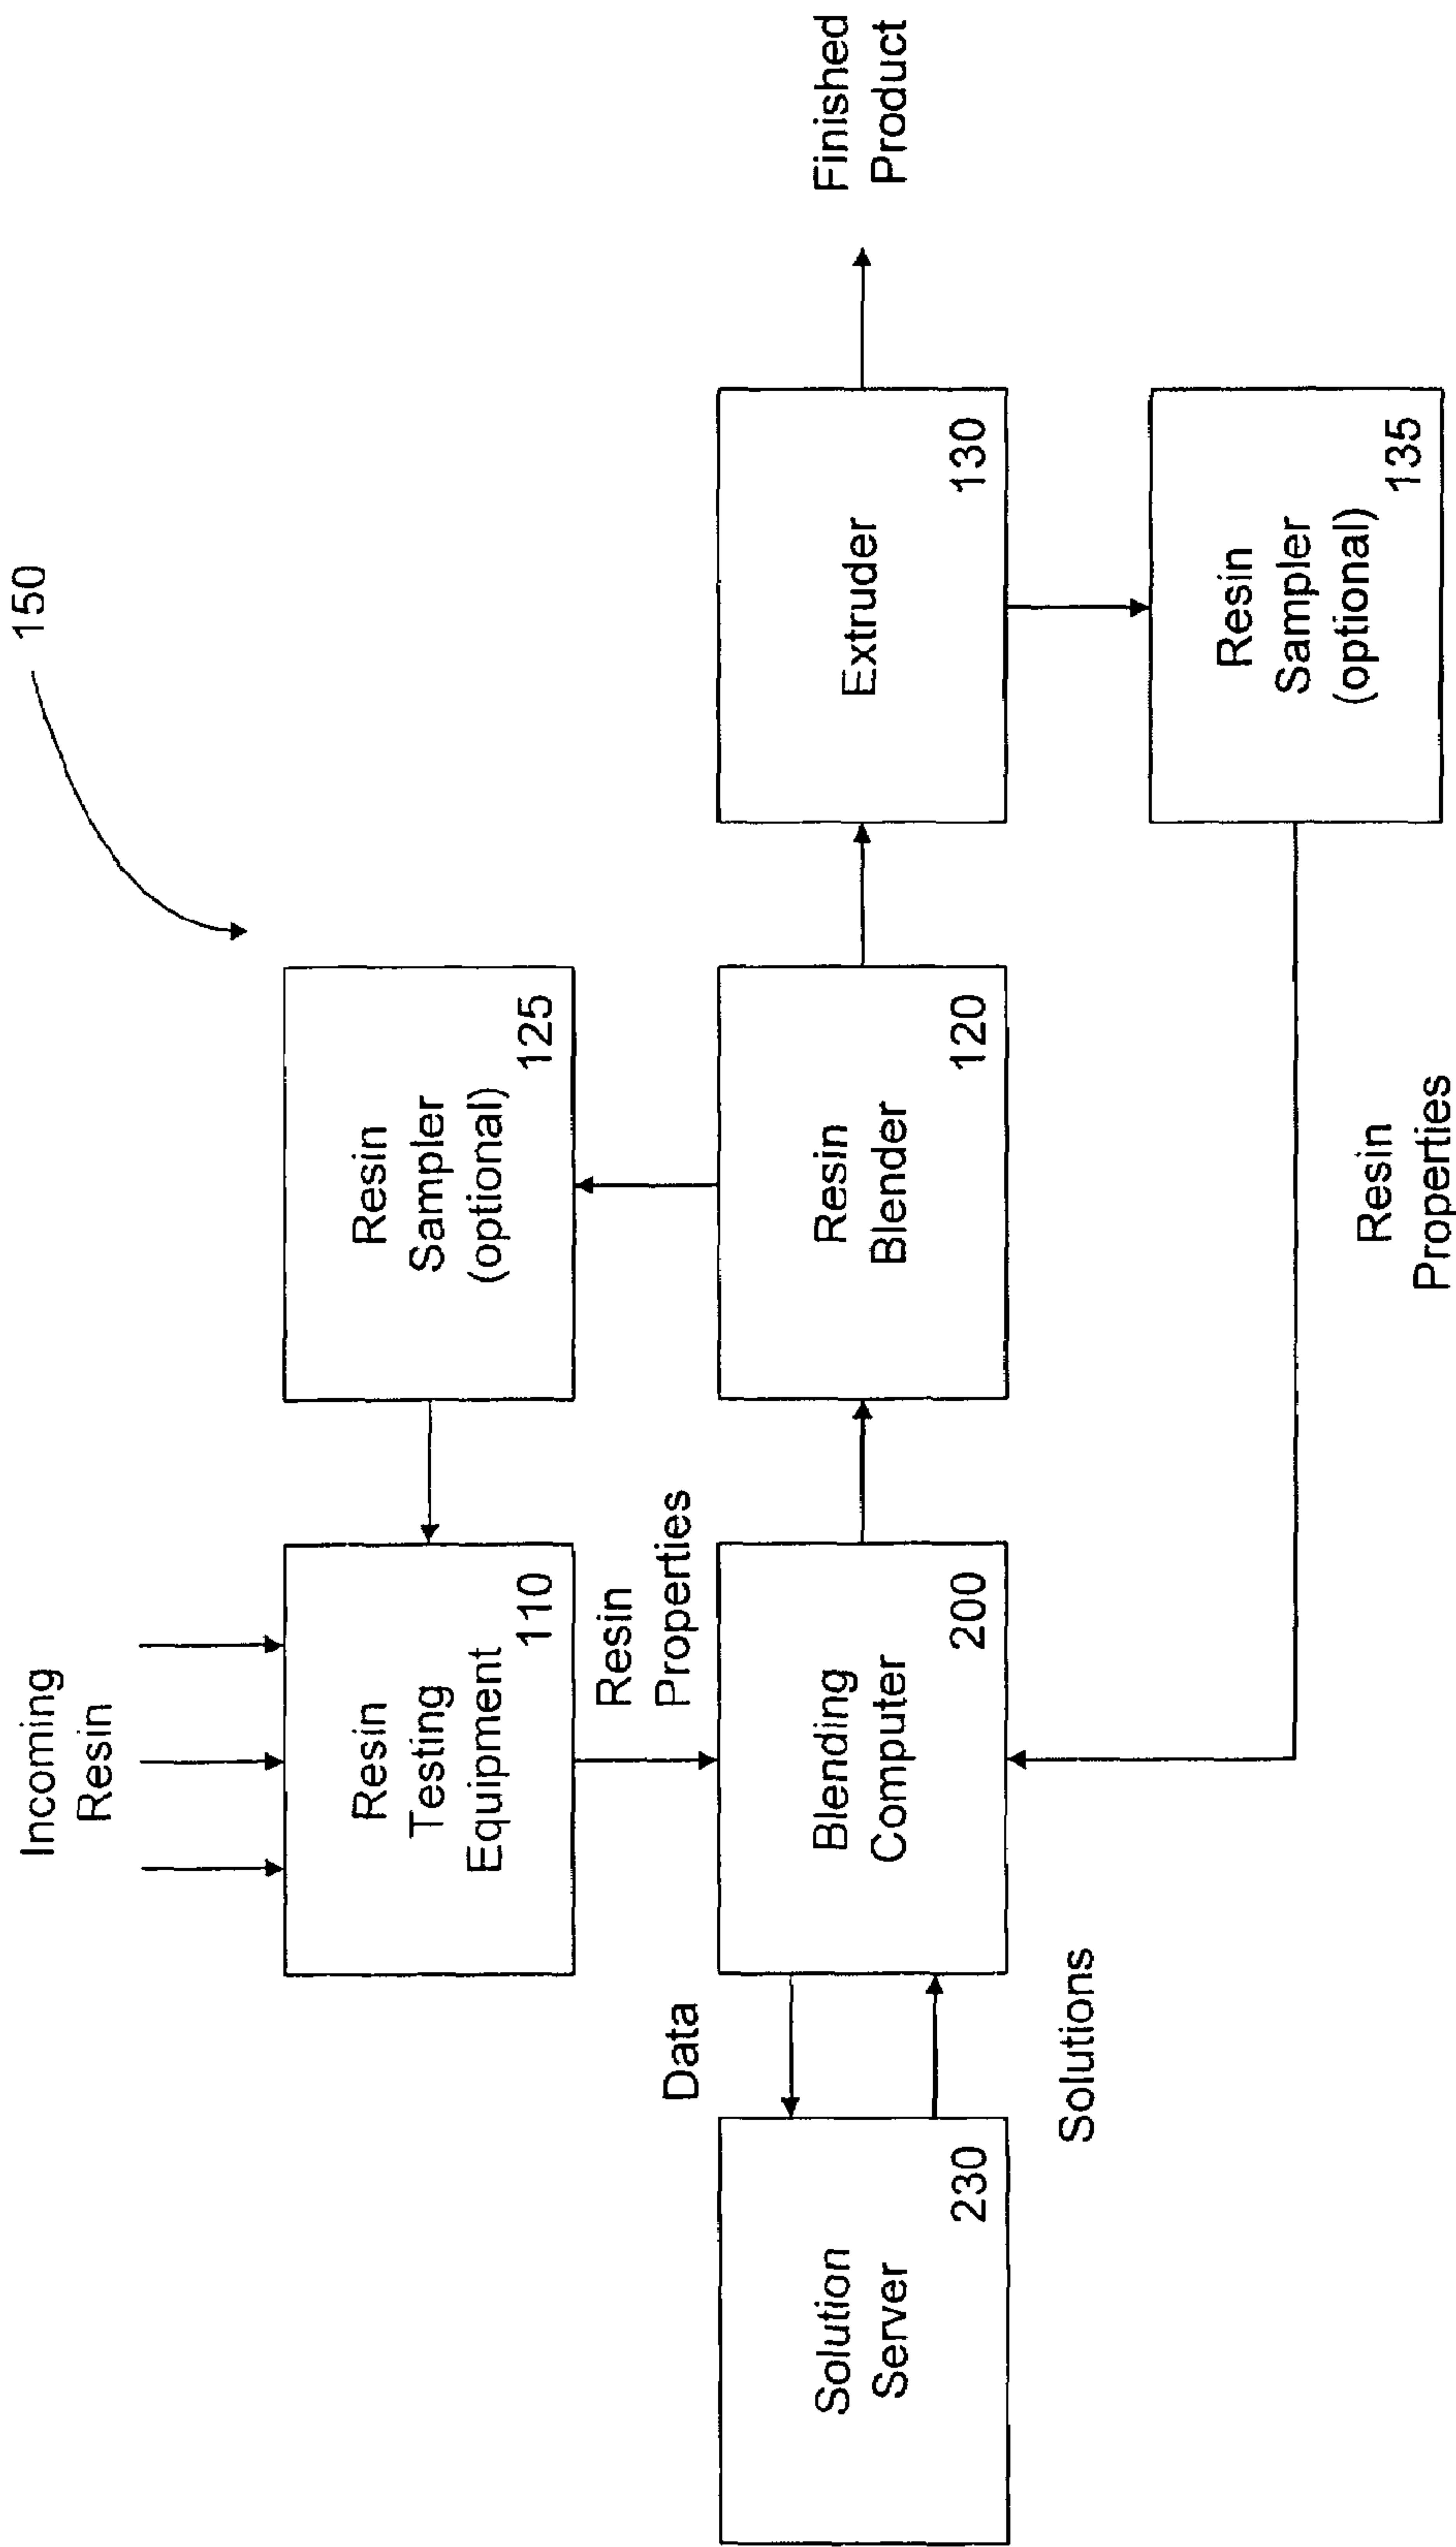 150
Incoming
Resin
Resin
Testing
Equipment
110
Resin
Sampler
(optional)
125
Resin
Properties
Data
Solution
Server
230
Blending
Computer
200
Resin
Blender
120
Extruder
130
Finished
Product
Solutions
Resin
Sampler
(optional)
135
Resin
Properties